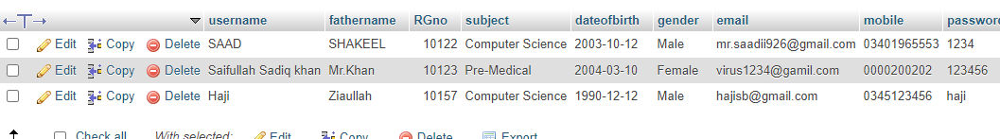 username fathername RGno subject dateofbirth gender email mobile password
Edit Copy Delete SAAD SHAKEEL 10122 Computer Science 2003-10-12 Male mr.saadii926@gmail.com 03401965553 1234
Edit Copy Delete Saifullah Sadiq khan Mr.Khan 10123 Pre-Medical 2004-03-10 Female virus1234@gamil.com 0000200202 123456
Edit Copy Delete Haji Ziaullah 10157 Computer Science 1990-12-12 Male hajisb@gmail.com 0345123456 haji
Check all With selected: Edit Copy Delete Export